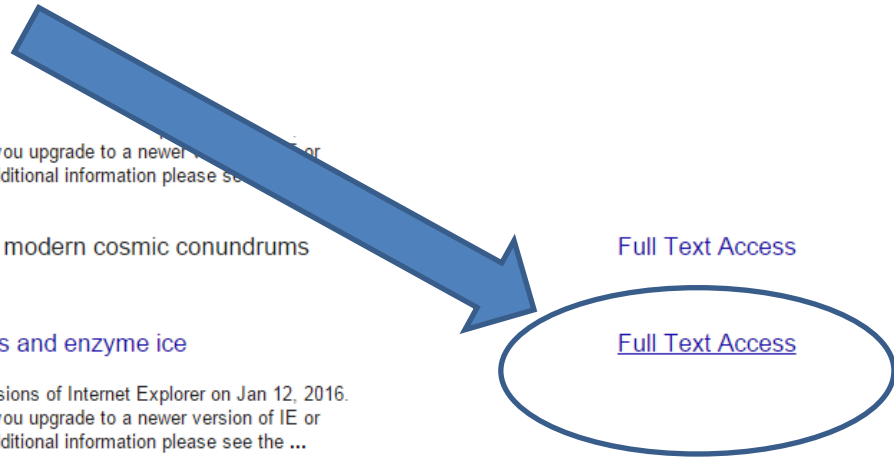 you upgrade to a newer
or
ditional information please se
modern cosmic conundrums
Full Text Access
s and enzyme ice
Full Text Access
sions of Internet Explorer on Jan 12, 2016.
you upgrade to a newer version of IE or
ditional information please see the ...